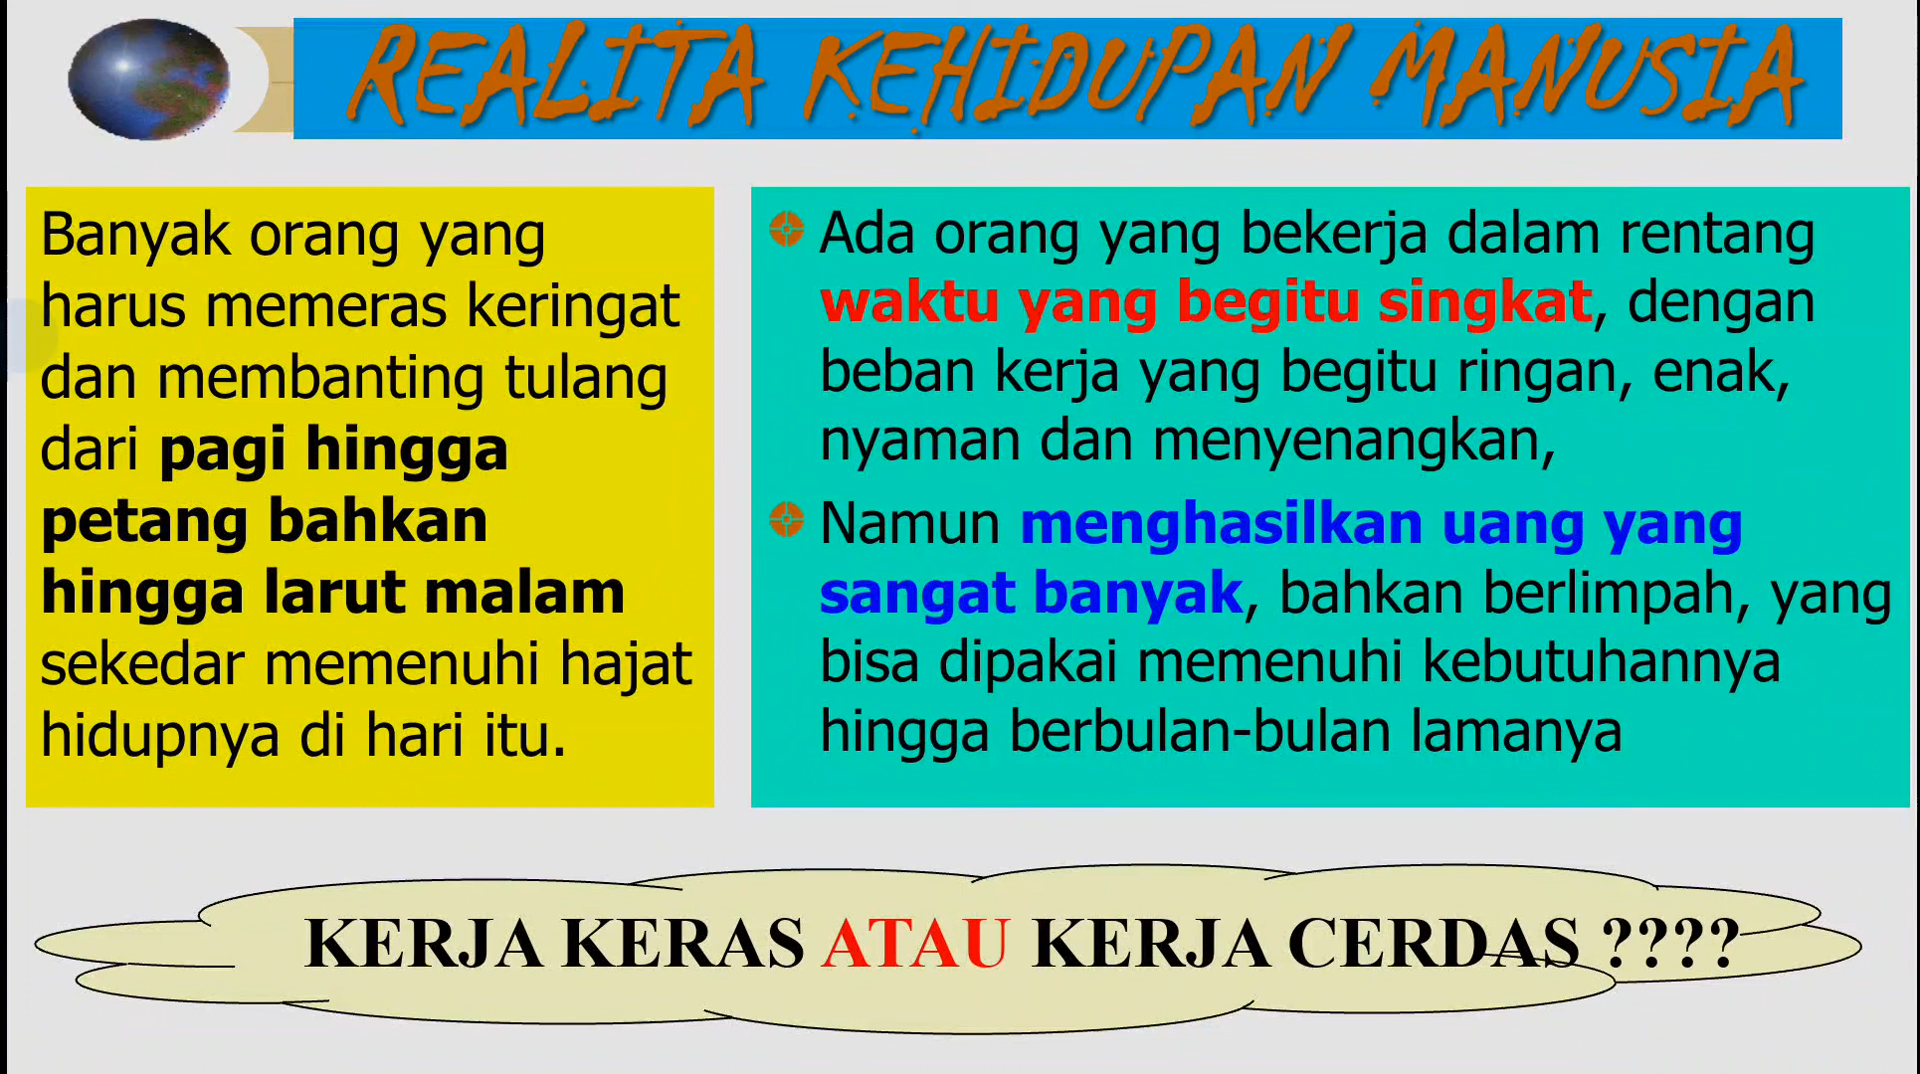 REALITA KEHIDUPAN MANUSIA
Banyak orang yang
harus memeras keringat
dan membanting tulang
dari pagi hingga
petang bahkan
hingga larut malam
sekedar memenuhi hajat
hidupnya di hari itu.
Ada orang yang bekerja dalam rentang
waktu yang begitu singkat, dengan
beban kerja yang begitu ringan, enak,
nyaman dan menyenangkan,
Namun menghasilkan uang yang
sangat banyak, bahkan berlimpah, yang
bisa dipakai memenuhi kebutuhannya
hingga berbulan-bulan lamanya
KERJA KERAS ATAU KERJA CERDAS ????